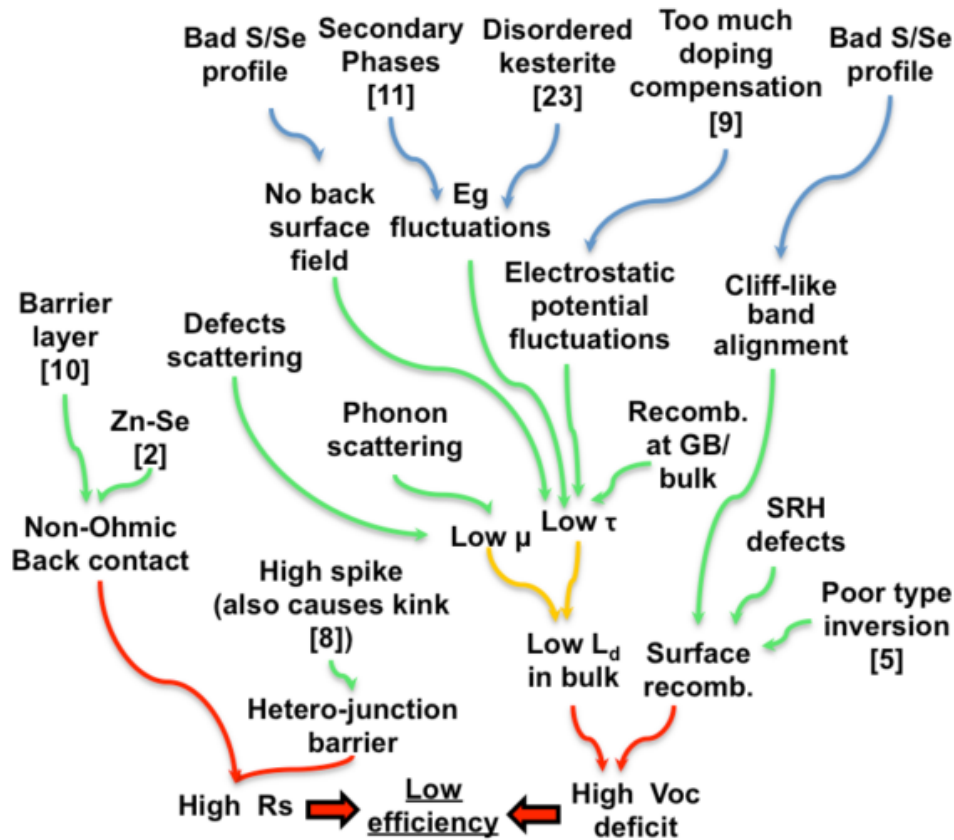 Bad S/Se
profile
Secondary
Phases
[11]
Disordered
kesterite
[23]
Too much
doping
compensation
[9]
Bad S/Se
profile
No back
surface
field
Eg
fluctuations
Electrostatic
potential
fluctuations
Cliff-like
band
alignment
Barrier
layer
[10]
Defects
scattering
Zn-Se
[2]
Phonon
scattering
Recomb.
at GB/
bulk
Non-Ohmic
Back contact
Low μ
Low τ
SRH
defects
High spike
(also causes kink
[8])
Poor type
inversion
[5]
Low Ld
in bulk
Surface
recomb.
Hetero-junction
barrier
High Rs
Low
efficiency
High Voc
deficit